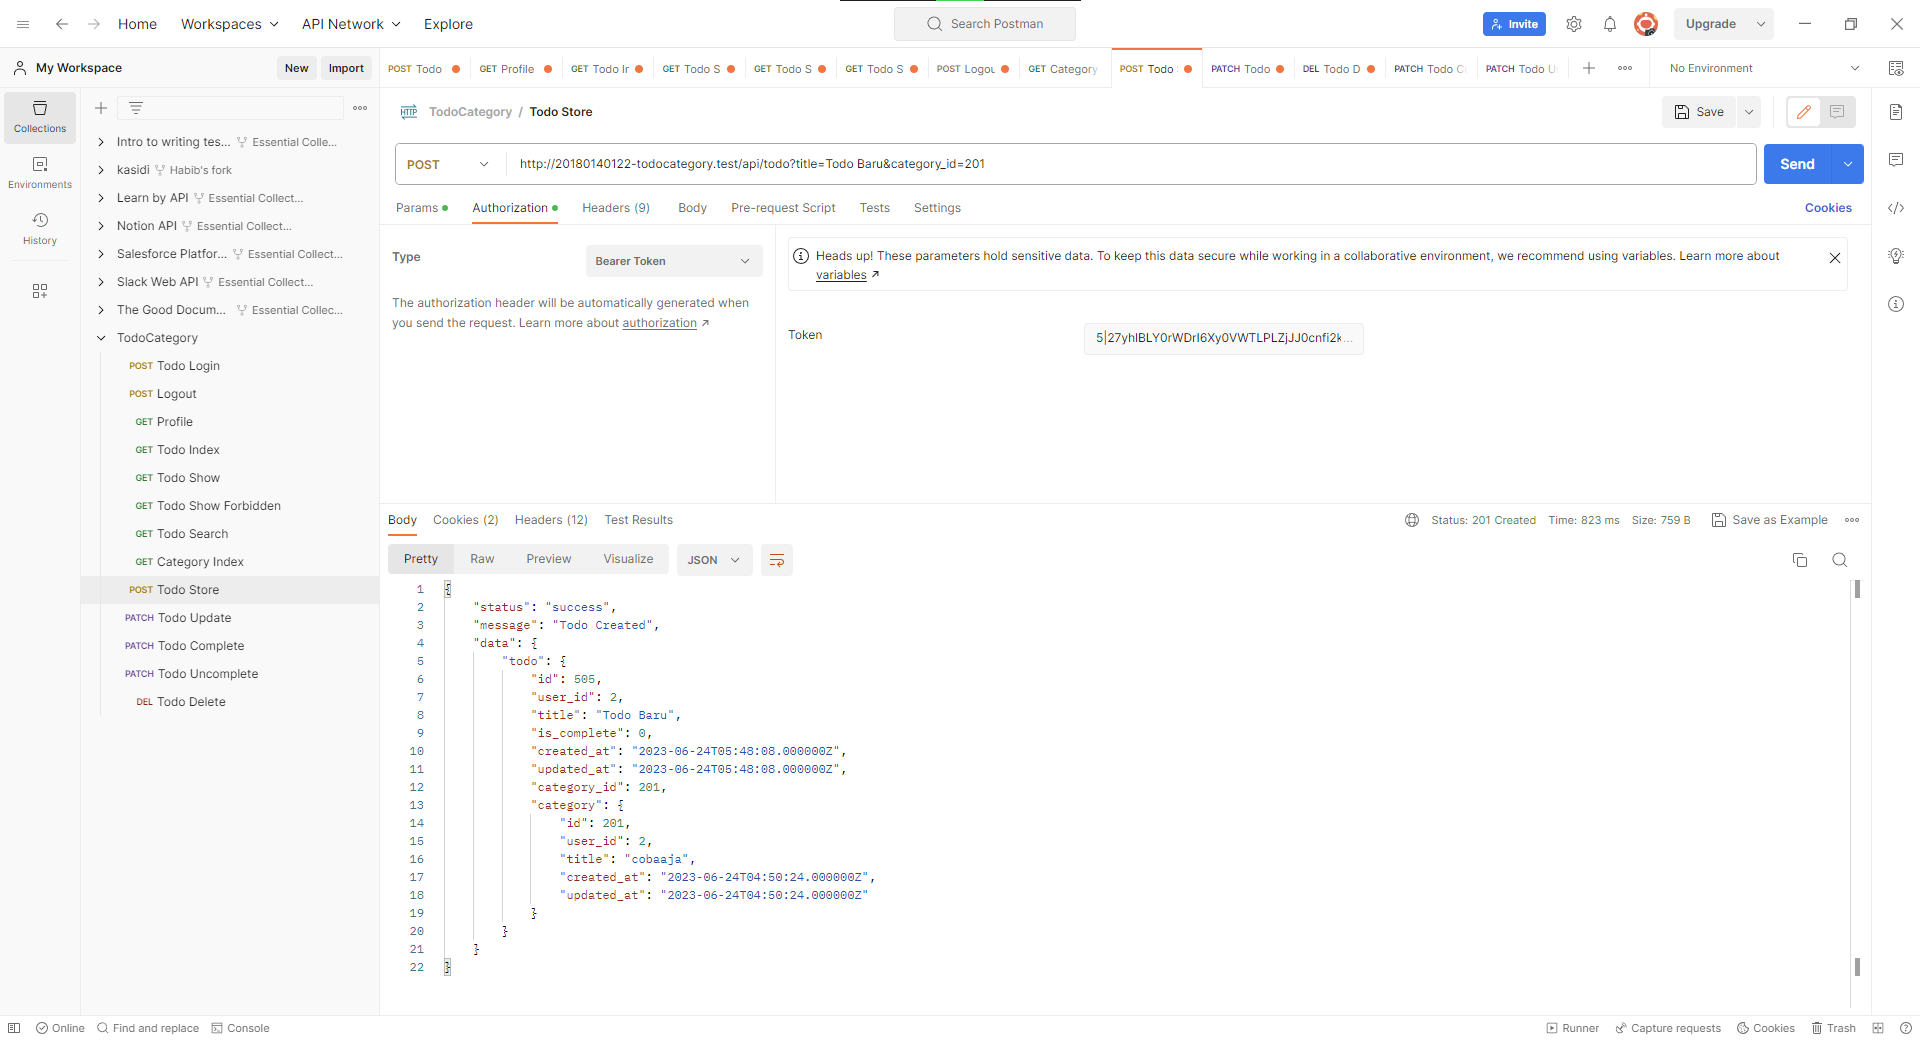 Home
Workspaces
API Network
Explore
Search Postman
Invite
Upgrade
My Workspace
New
Import
POST Todo
GET Profile
GET Todo Ir
GET Todo S
GET Todo S
GET Todo S
POST Logou
GET Category
POST Todo
PATCH Todo
DEL Todo D
PATCH Todo C
PATCH Todo U
No Environment
Collections
Environments
History
Intro to writing tes... Essential Colle...
kasidi Habib's fork
Learn by API Essential Collect...
Notion API Essential Collect...
Salesforce Platfor... Essential Collect...
Slack Web API Essential Collect...
The Good Docum... Essential Collec...
TodoCategory
POST Todo Login
POST Logout
GET Profile
GET Todo Index
GET Todo Show
GET Todo Show Forbidden
GET Todo Search
GET Category Index
POST Todo Store
PATCH Todo Update
PATCH Todo Complete
PATCH Todo Uncomplete
DEL Todo Delete
HTTP TodoCategory / Todo Store
Save
POST
http://20180140122-todocategory.test/api/todo?title=Todo Baru&category_id=201
Send
Params
Authorization
Headers (9)
Body
Pre-request Script
Tests
Settings
Cookies
Type
Bearer Token
The authorization header will be automatically generated when
you send the request. Learn more about authorization ↗
Heads up! These parameters hold sensitive data. To keep this data secure while working in a collaborative environment, we recommend using variables. Learn more about
variables ↗
Token
5|27yhIBLY0rWDrI6Xy0VWTLPLZjJJ0cnfi2k...
Body
Cookies (2)
Headers (12)
Test Results
Status: 201 Created
Time: 823 ms
Size: 759 B
Save as Example
Pretty
Raw
Preview
Visualize
JSON
1 {
2 "status": "success",
3 "message": "Todo Created",
4 "data": {
5 "todo": {
6 "id": 505,
7 "user_id": 2,
8 "title": "Todo Baru",
9 "is_complete": 0,
10 "created_at": "2023-06-24T05:48:08.000000Z",
11 "updated_at": "2023-06-24T05:48:08.000000Z",
12 "category_id": 201,
13 "category": {
14 "id": 201,
15 "user_id": 2,
16 "title": "cobaaja",
17 "created_at": "2023-06-24T04:50:24.000000Z",
18 "updated_at": "2023-06-24T04:50:24.000000Z"
19 }
20 }
21 }
22 }
Online
Find and replace
Console
Runner
Capture requests
Cookies
Trash